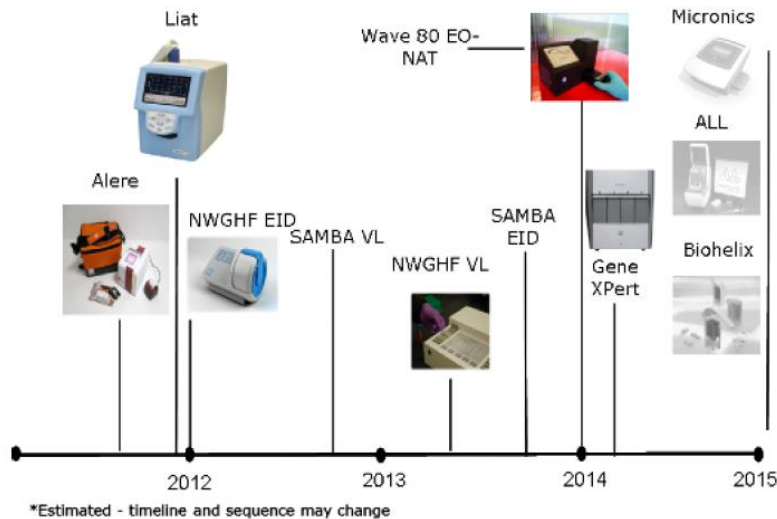 Liat
Wave 80 EO-
NAT
Micronics
ALL
Alere
NWGHF EID
SAMBA VL
NWGHF VL
SAMBA
EID
Gene
XPert
Biohelix
2012
2013
2014
2015
*Estimated - timeline and sequence may change